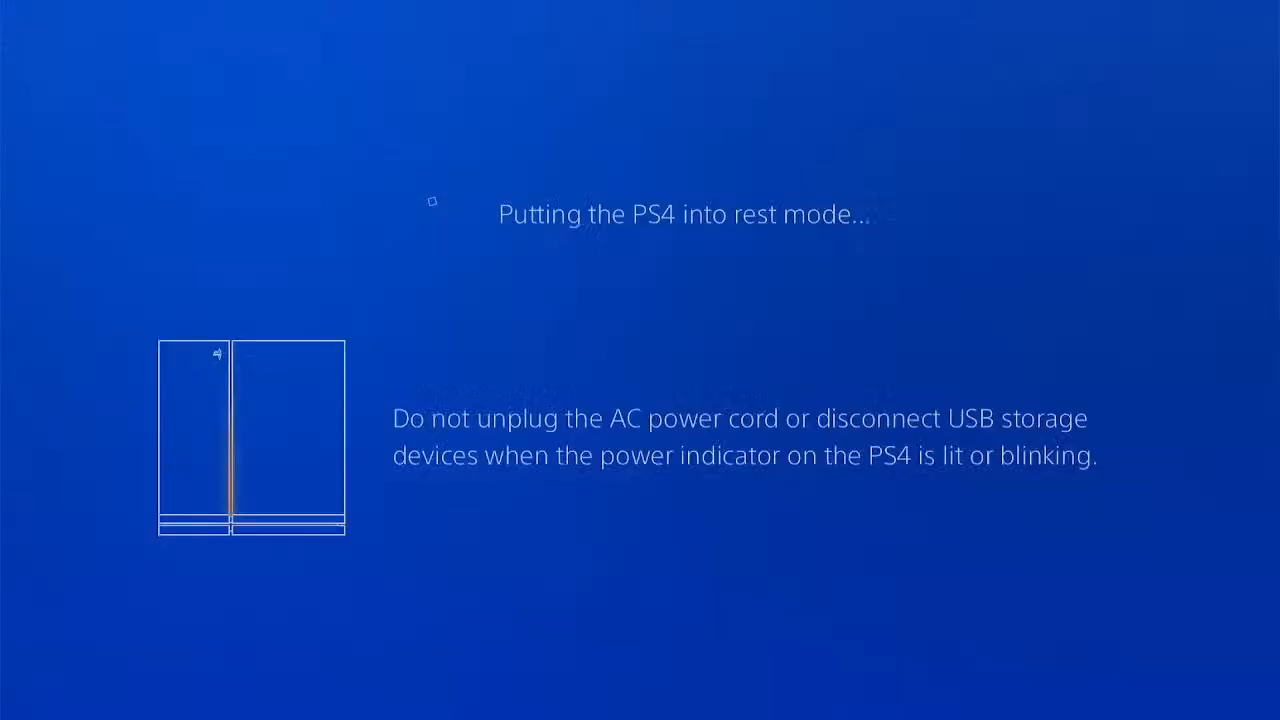 Putting the PS4 into rest mode...
Do not unplug the AC power cord or disconnect USB storage
devices when the power indicator on the PS4 is lit or blinking.